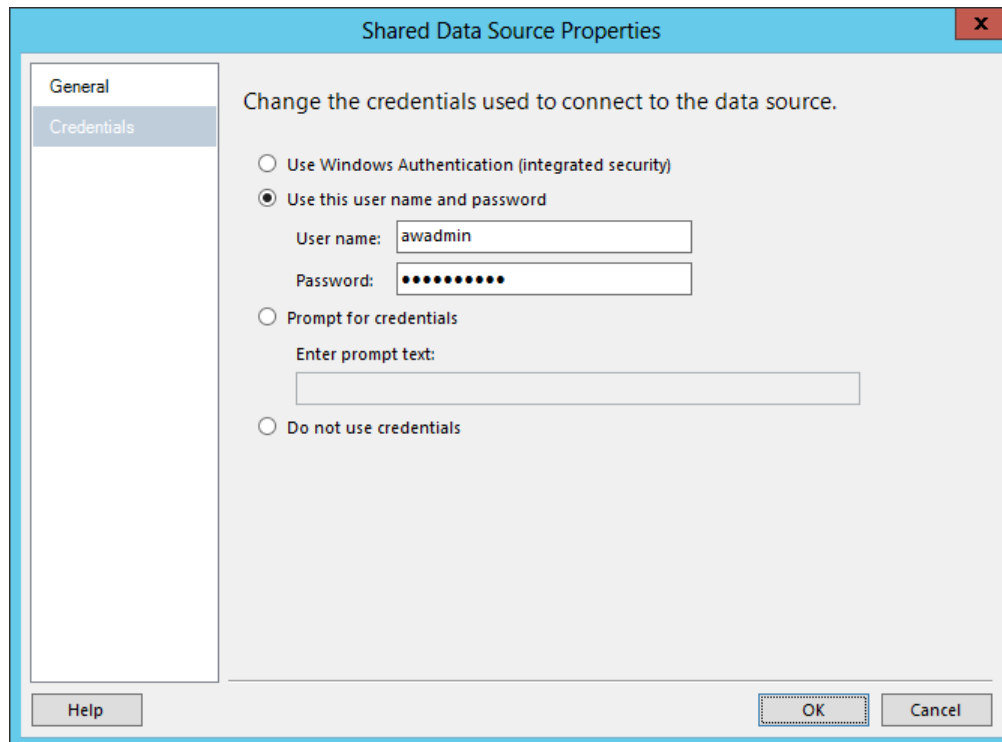 Shared Data Source Properties
x
General
Credentials
Change the credentials used to connect to the data source.
Use Windows Authentication (integrated security)
Use this user name and password
User name: awadmin
Password: ●●●●●●●●●●
Prompt for credentials
Enter prompt text:
Do not use credentials
Help OK Cancel